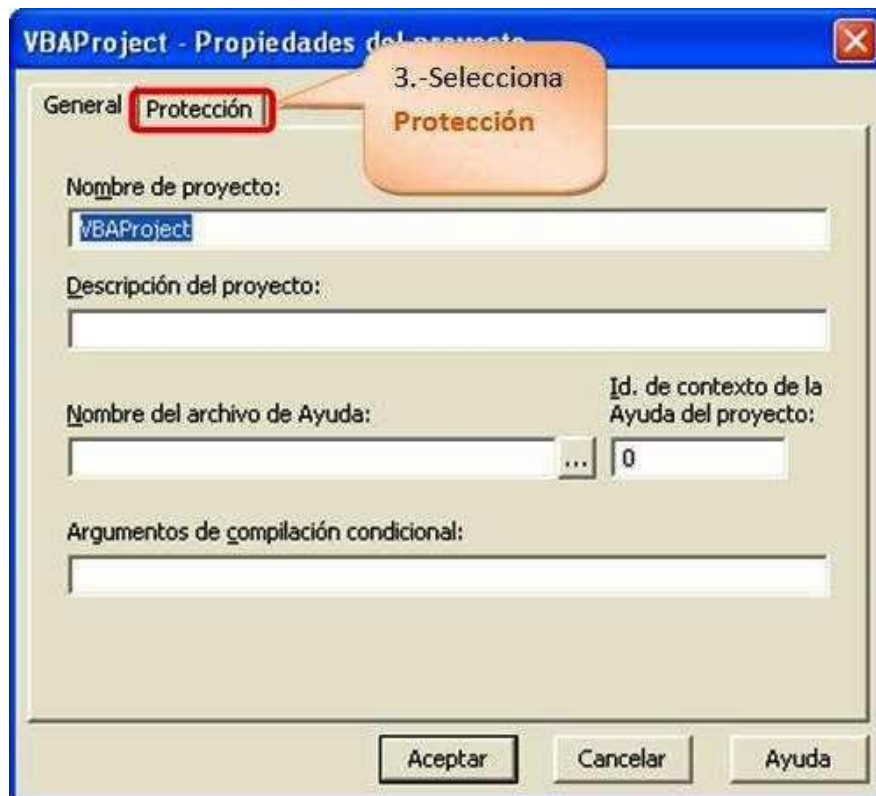 VBAProject - Propiedades del proyecto
3.-Selecciona
Protección
General
Protección
Nombre de proyecto:
VBAProject
Descripción del proyecto:
Id. de contexto de la
Nombre del archivo de Ayuda:
Ayuda del proyecto:
...
0
Argumentos de compilación condicional:
Aceptar
Cancelar
Ayuda